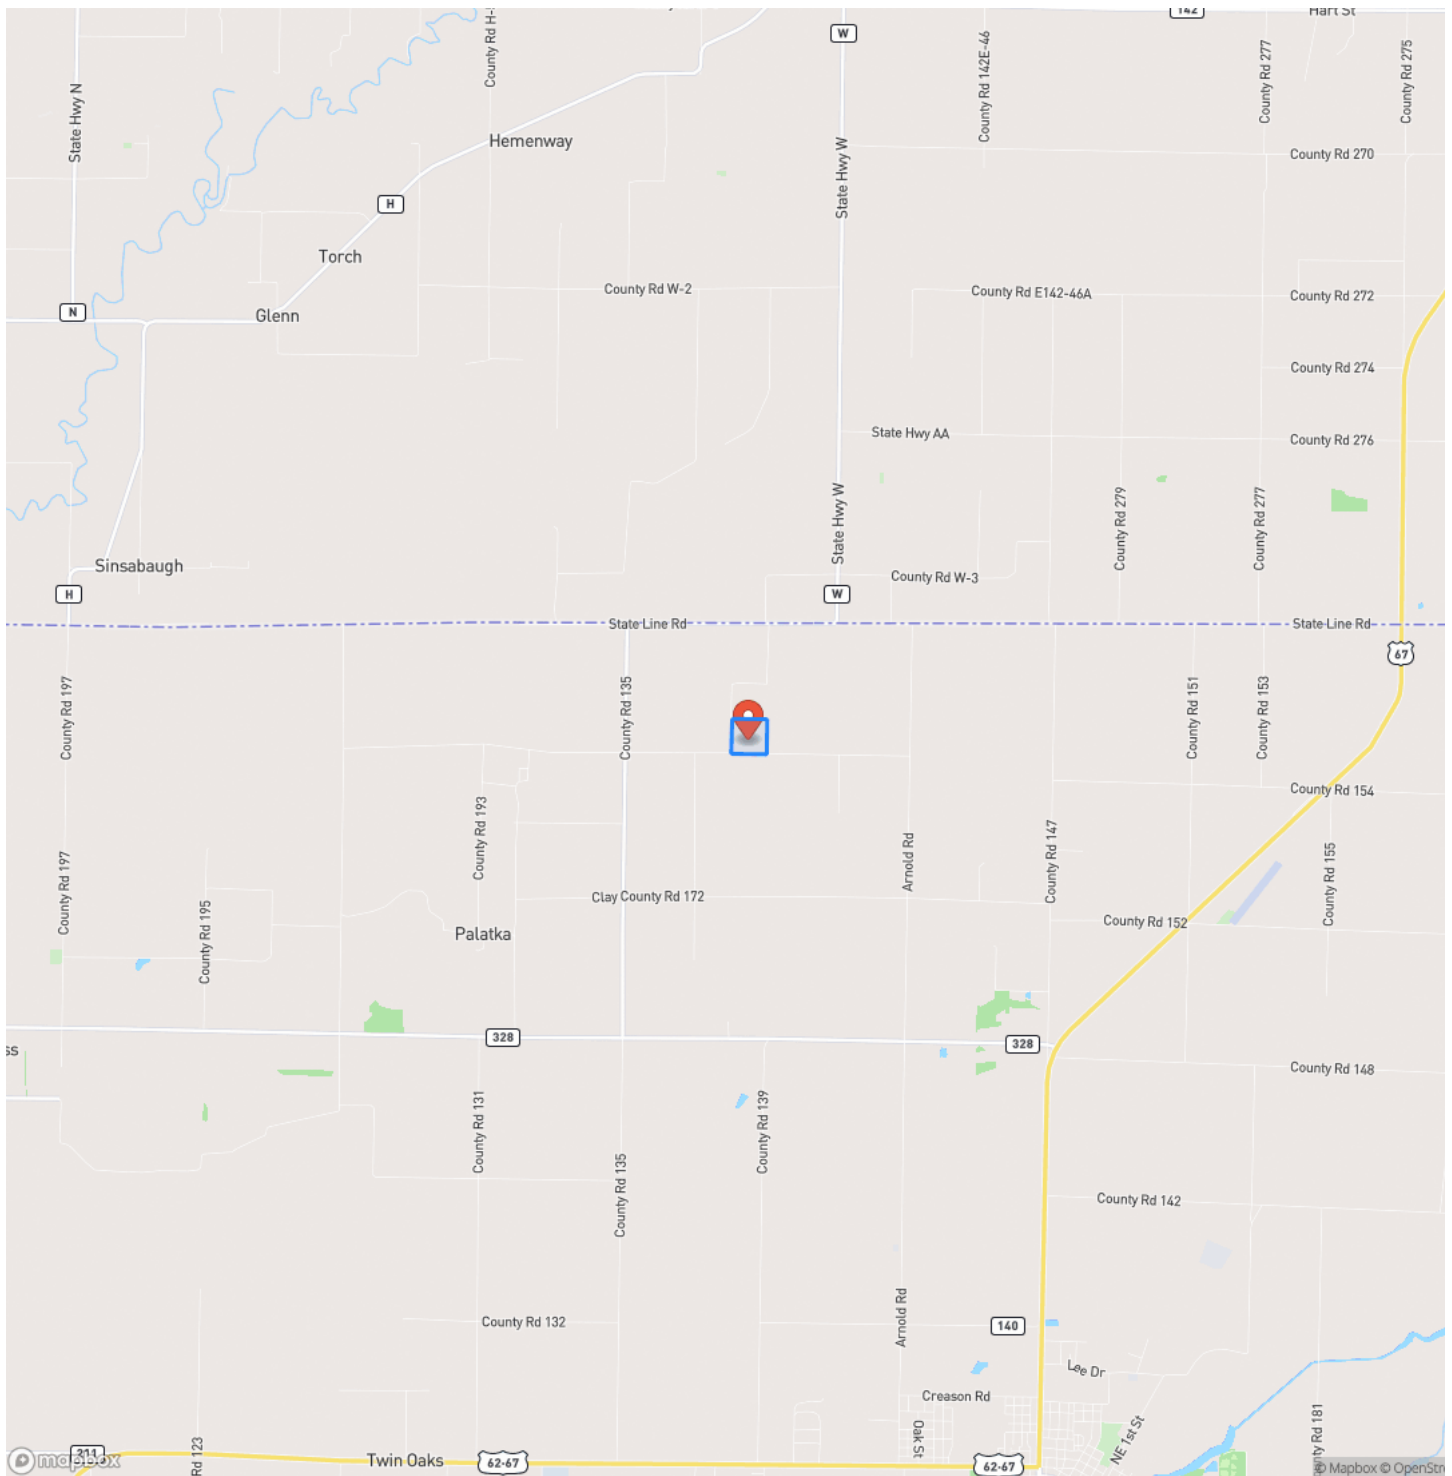 142
Hart St
W
County Rd H-
County Rd 142E-46
County Rd 277
County Rd 275
State Hwy N
Hemenway
County Rd 270
State Hwy W
H
Torch
County Rd W-2
County Rd E142-46A
County Rd 272
N
Glenn
County Rd 274
State Hwy AA
County Rd 276
State Hwy W
County Rd 279
County Rd 277
Sinsabaugh
County Rd W-3
H
W
State Line Rd
State Line Rd
67
County Rd 197
County Rd 135
County Rd 151
County Rd 153
County Rd 154
County Rd 193
Arnold Rd
County Rd 147
County Rd 197
County Rd 195
County Rd 155
Clay County Rd 172
County Rd 152
Palatka
328
328
ss
County Rd 148
County Rd 131
County Rd 139
County Rd 135
County Rd 142
County Rd 132
Arnold Rd
140
Lee Dr
Creason Rd
Oak St
NE 1st St
unty Rd 181
Rd 123
211
Twin Oaks
62-67
62-67
mapbox
© Mapbox © OpenStr